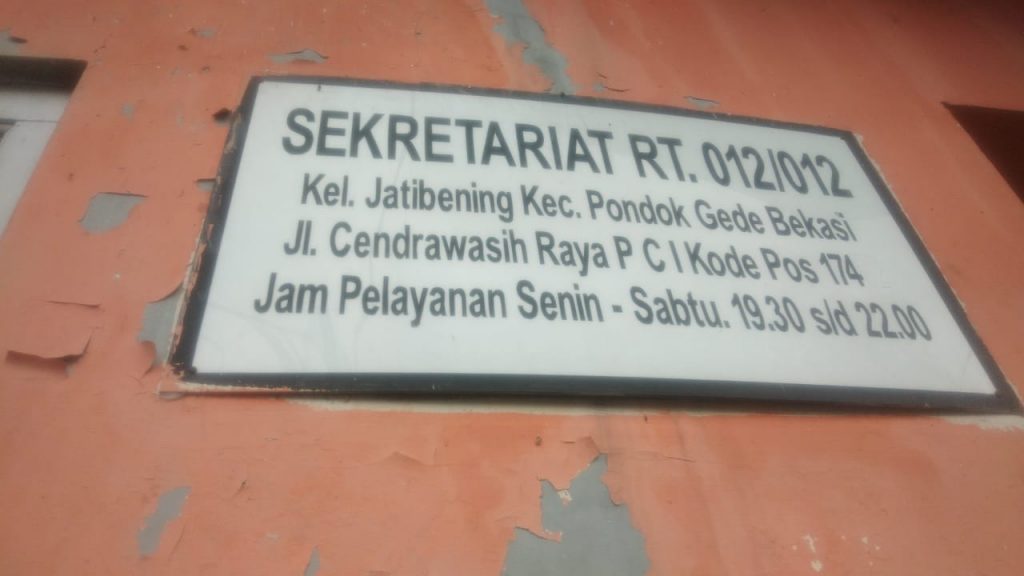 SEKRETARIAT RT. 012/012
Kel. Jatibening Kec. Pondok Gede Bekasi
Jl. Cendrawasih Raya P C I Kode Pos 174
Jam Pelayanan Senin - Sabtu. 19.30 s/d 22.00